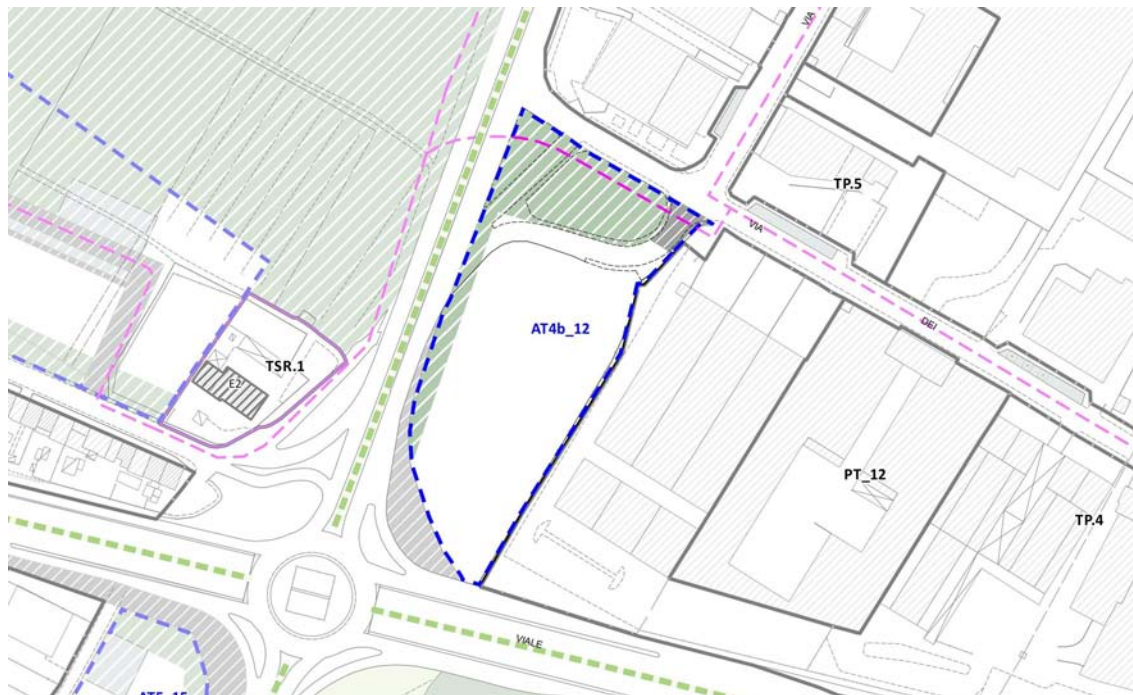 VIA
TP.5
VIA
AT4b_12
DEI
TSR.1
E2
PT_12
TP.4
VIALE